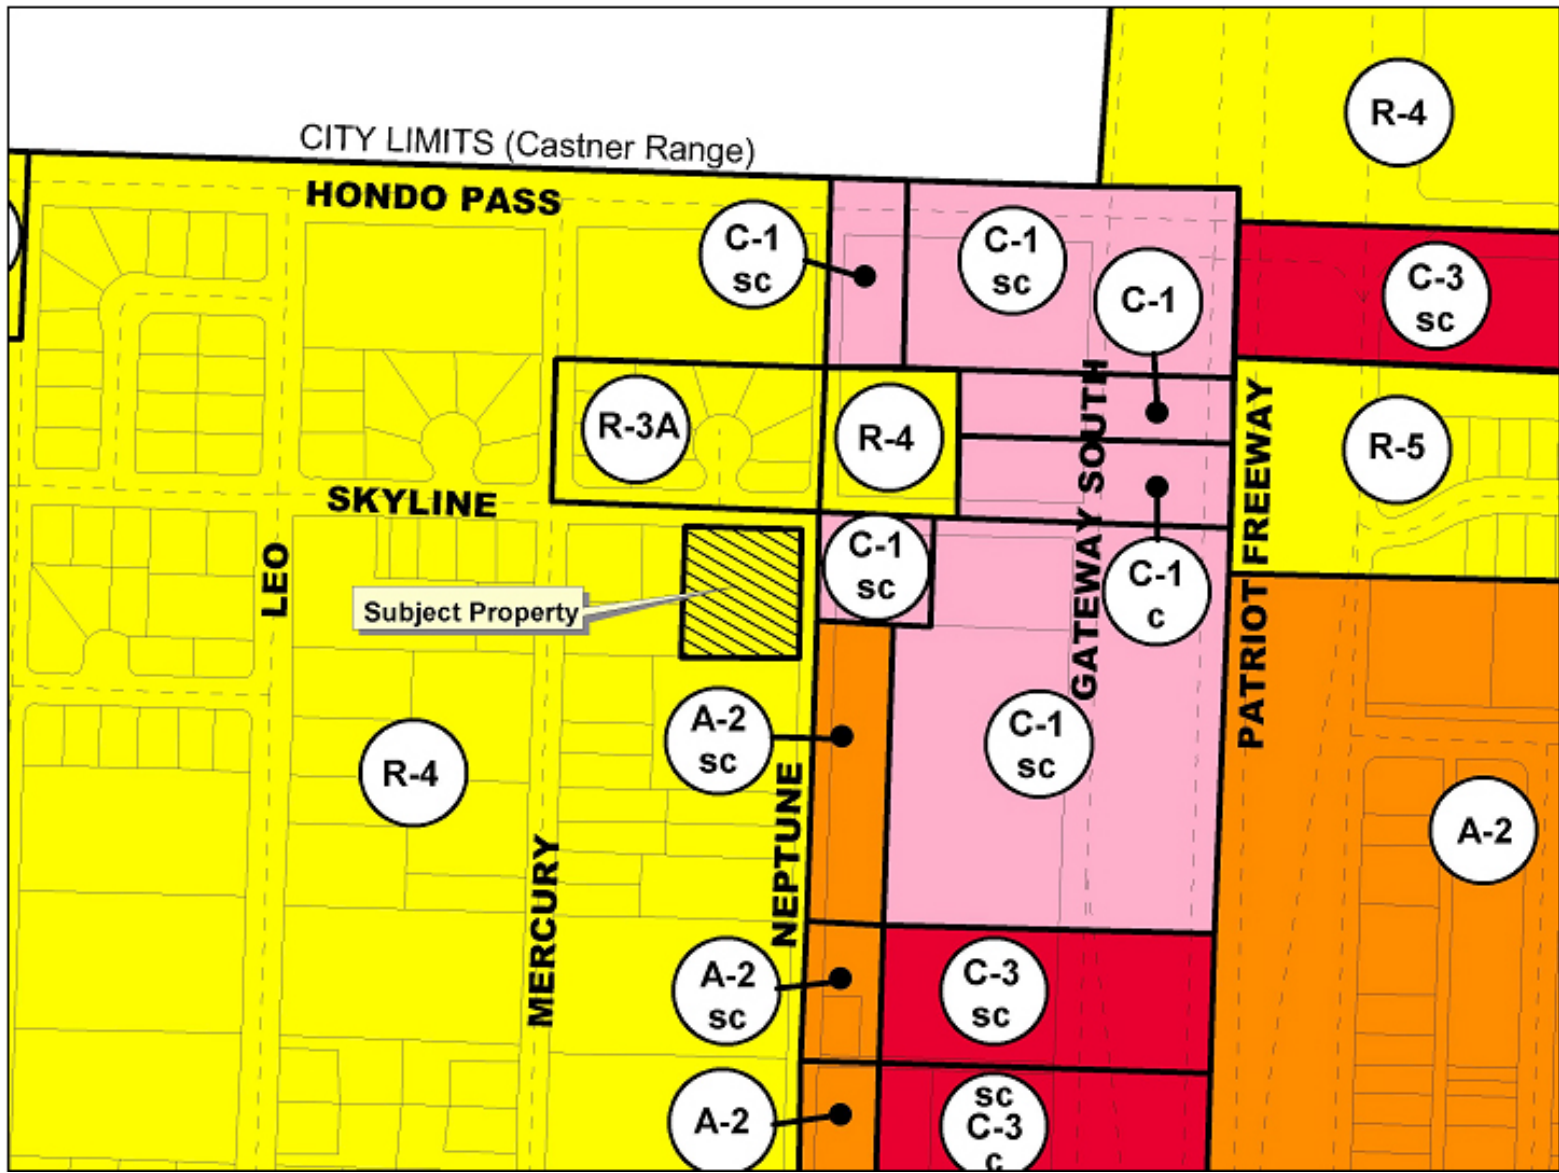 R-4
CITY LIMITS (Castner Range)
HONDO PASS
C-1
sc
C-1
sc
C-1
C-3
sc
R-3A
R-4
R-5
SKYLINE
GATEWAY SOUTH
PATRIOT FREEWAY
LEO
C-1
sc
C-1
c
Subject Property
A-2
sc
C-1
sc
R-4
A-2
NEPTUNE
MERCURY
A-2
sc
C-3
sc
A-2
sc
C-3
c